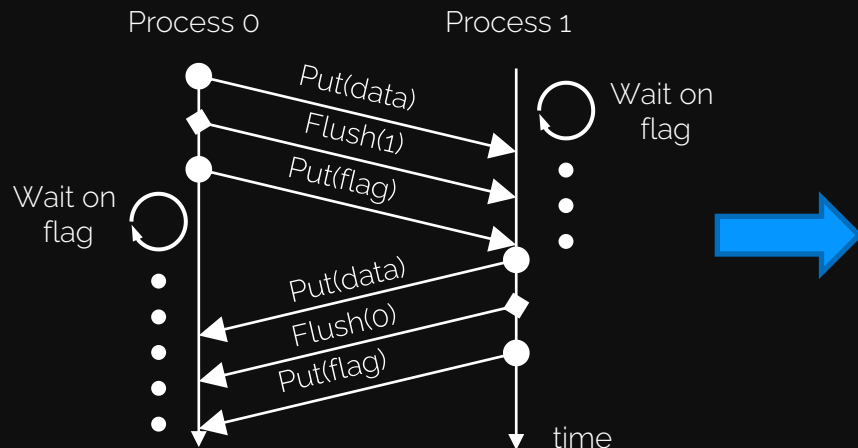 Process 0
Process 1
Put(data)
Flush(1)
Put(flag)
Wait on
flag
Wait on
flag
Put(data)
Flush(0)
Put(flag)
time